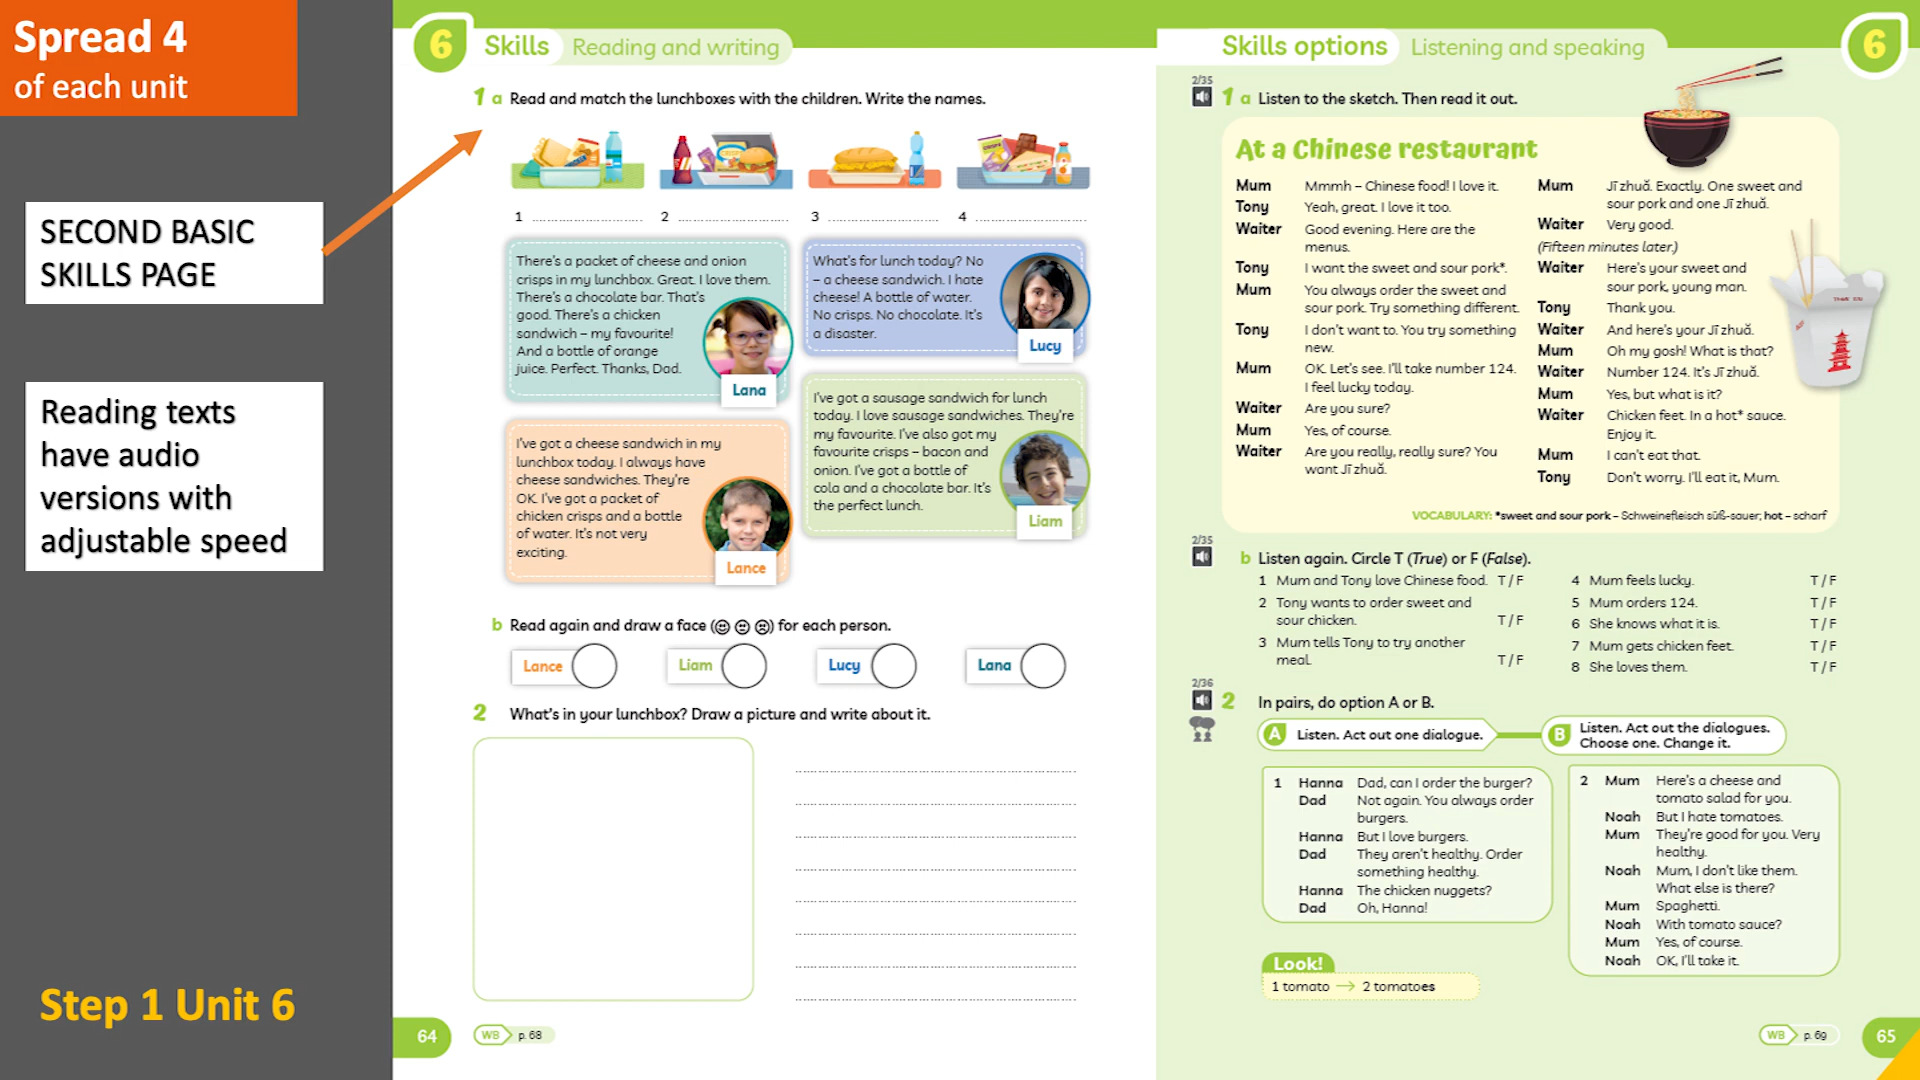 Spread 4
of each unit
SECOND BASIC
SKILLS PAGE
Reading texts
have audio
versions with
adjustable speed
Step 1 Unit 6
6 Skills Reading and writing
1 a Read and match the lunchboxes with the children. Write the names.
1 ........................ 2 ........................ 3 ........................ 4 ........................
There's a packet of cheese and onion
crisps in my lunchbox. Great. I love them.
There's a chocolate bar. That's
good. There's a chicken
sandwich – my favourite!
And a bottle of orange
juice. Perfect. Thanks, Dad.
Lana
What's for lunch today? No
– a cheese sandwich. I hate
cheese! A bottle of water.
No crisps. No chocolate. It's
a disaster.
Lucy
I've got a cheese sandwich in my
lunchbox today. I always have
cheese sandwiches. They're
OK. I've got a packet of
chicken crisps and a bottle
of water. It's not very
exciting.
Lance
I've got a sausage sandwich for lunch
today. I love sausage sandwiches. They're
my favourite. I've also got my
favourite crisps – bacon and
onion. I've got a bottle of
cola and a chocolate bar. It's
the perfect lunch.
Liam
b Read again and draw a face (☺ 😐 ☹) for each person.
Lance Liam Lucy Lana
2 What's in your lunchbox? Draw a picture and write about it.
64 WB p. 68
Skills options Listening and speaking 6
2/35
1 a Listen to the sketch. Then read it out.
At a Chinese restaurant
Mum Mmmh – Chinese food! I love it.
Tony Yeah, great. I love it too.
Waiter Good evening. Here are the
menus.
Tony I want the sweet and sour pork*.
Mum You always order the sweet and
sour pork. Try something different.
Tony I don't want to. You try something
new.
Mum OK. Let's see. I'll take number 124.
I feel lucky today.
Waiter Are you sure?
Mum Yes, of course.
Waiter Are you really, really sure? You
want Jī zhuǎ.
Mum Jī zhuǎ. Exactly. One sweet and
sour pork and one Jī zhuǎ.
Waiter Very good.
(Fifteen minutes later.)
Waiter Here's your sweet and
sour pork, young man.
Tony Thank you.
Waiter And here's your Jī zhuǎ.
Mum Oh my gosh! What is that?
Waiter Number 124. It's Jī zhuǎ.
Mum Yes, but what is it?
Waiter Chicken feet. In a hot* sauce.
Enjoy it.
Mum I can't eat that.
Tony Don't worry. I'll eat it, Mum.
VOCABULARY: *sweet and sour pork – Schweinefleisch süß-sauer; hot – scharf
2/35
b Listen again. Circle T (True) or F (False).
1 Mum and Tony love Chinese food. T / F
2 Tony wants to order sweet and
sour chicken. T / F
3 Mum tells Tony to try another
meal. T / F
4 Mum feels lucky. T / F
5 Mum orders 124. T / F
6 She knows what it is. T / F
7 Mum gets chicken feet. T / F
8 She loves them. T / F
2/36
2 In pairs, do option A or B.
A Listen. Act out one dialogue.
B Listen. Act out the dialogues.
Choose one. Change it.
1 Hanna Dad, can I order the burger?
Dad Not again. You always order
burgers.
Hanna But I love burgers.
Dad They aren't healthy. Order
something healthy.
Hanna The chicken nuggets?
Dad Oh, Hanna!
2 Mum Here's a cheese and
tomato salad for you.
Noah But I hate tomatoes.
Mum They're good for you. Very
healthy.
Noah Mum, I don't like them.
What else is there?
Mum Spaghetti.
Noah With tomato sauce?
Mum Yes, of course.
Noah OK, I'll take it.
Look!
1 tomato → 2 tomatoes
WB p. 69 65